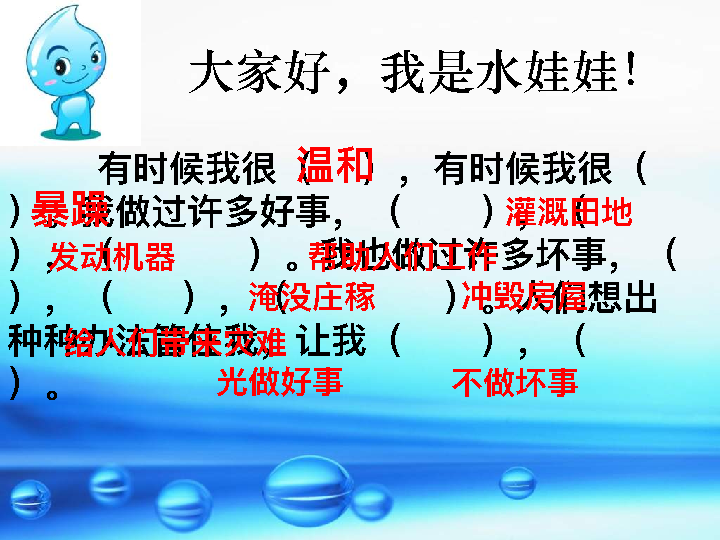 大家好，我是水娃娃！
有时候我很（温和），有时候我很（
）暴躁，我做过许多好事，（ ）灌溉田地，（
），发动机器（ ）。帮助人们工作我也做过许多坏事，（
），（ ），淹没庄稼（ ）冲毁房屋。人们想出
种种办法管住我，给人们带来灾难 让我（ ），（
）。 光做好事 不做坏事